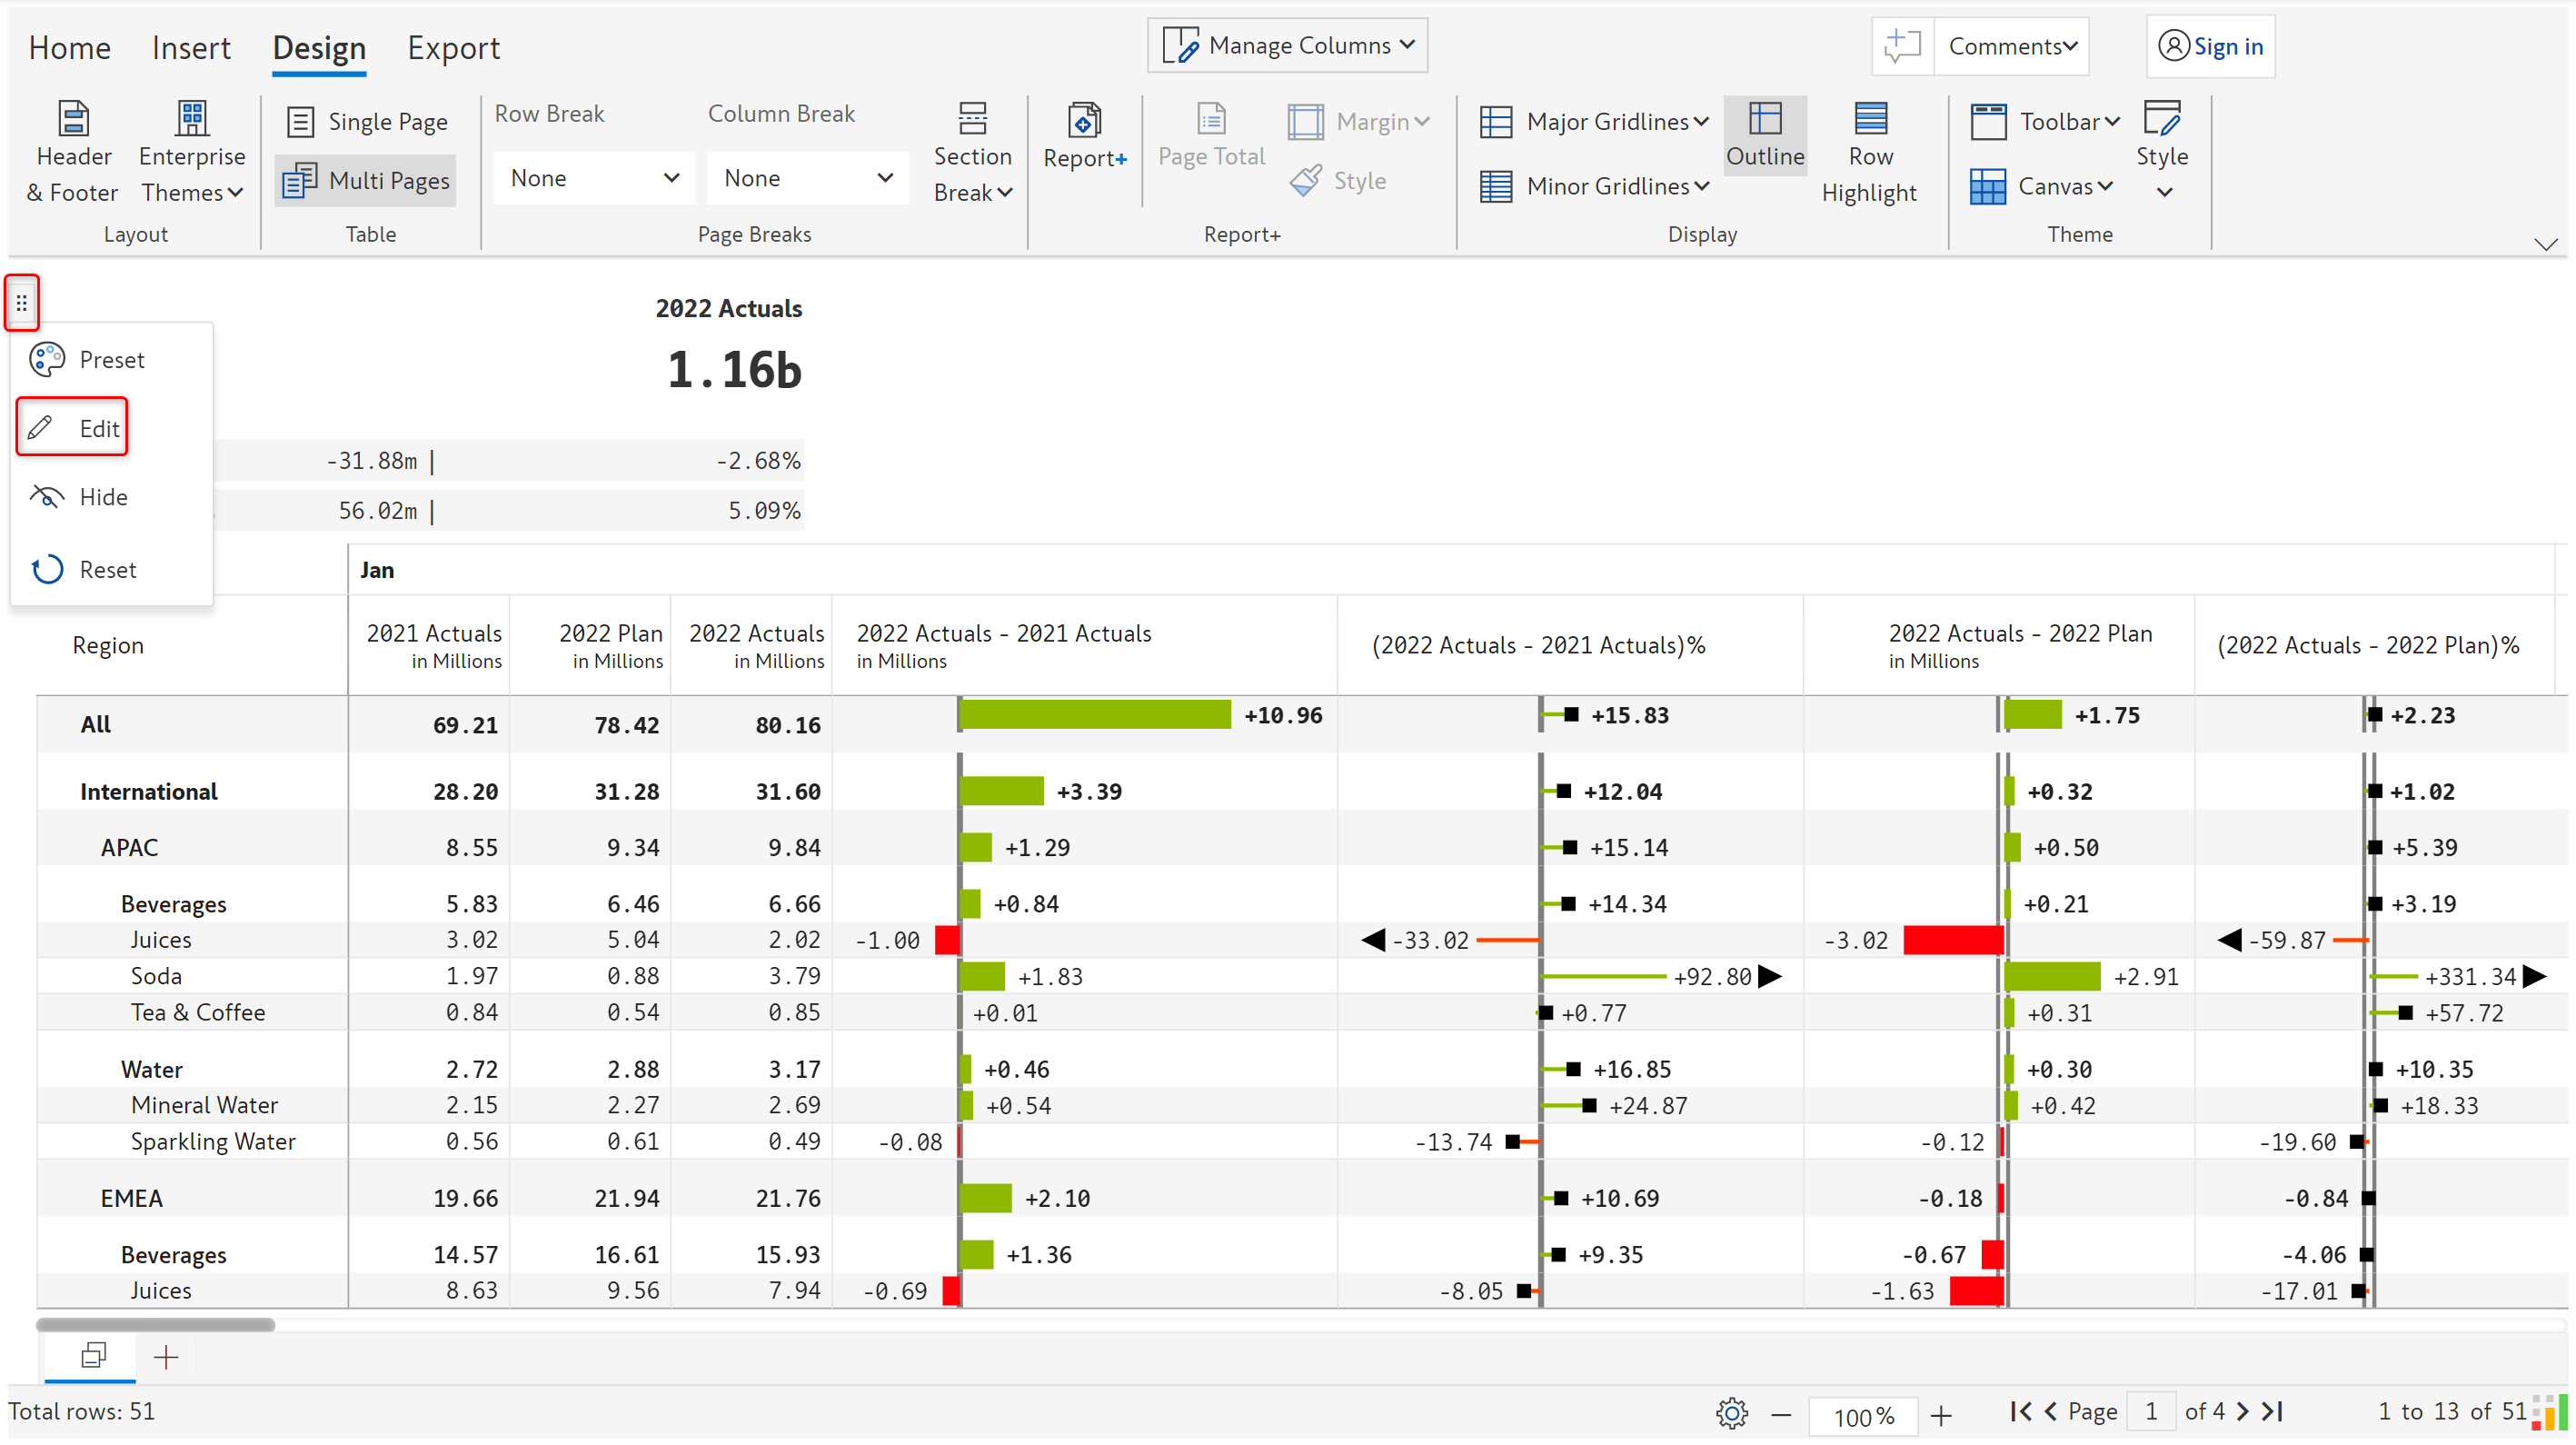 Home Insert Design Export Manage Columns Comments Sign in
Header & Footer
Enterprise Themes
Layout
Single Page
Multi Pages
Table
Row Break
None
Column Break
None
Section Break
Page Breaks
Report+
Page Total
Margin
Style
Report+
Major Gridlines
Minor Gridlines
Outline
Row Highlight
Display
Toolbar
Canvas
Style
Theme
Preset
Edit
Hide
Reset
2022 Actuals
1.16b
-31.88m | -2.68%
56.02m | 5.09%
Jan
Region
2021 Actuals in Millions
2022 Plan in Millions
2022 Actuals in Millions
2022 Actuals - 2021 Actuals in Millions
(2022 Actuals - 2021 Actuals)%
2022 Actuals - 2022 Plan in Millions
(2022 Actuals - 2022 Plan)%
All 69.21 78.42 80.16 +10.96 +15.83 +1.75 +2.23
International 28.20 31.28 31.60 +3.39 +12.04 +0.32 +1.02
APAC 8.55 9.34 9.84 +1.29 +15.14 +0.50 +5.39
Beverages 5.83 6.46 6.66 +0.84 +14.34 +0.21 +3.19
Juices 3.02 5.04 2.02 -1.00 -33.02 -3.02 -59.87
Soda 1.97 0.88 3.79 +1.83 +92.80 +2.91 +331.34
Tea & Coffee 0.84 0.54 0.85 +0.01 +0.77 +0.31 +57.72
Water 2.72 2.88 3.17 +0.46 +16.85 +0.30 +10.35
Mineral Water 2.15 2.27 2.69 +0.54 +24.87 +0.42 +18.33
Sparkling Water 0.56 0.61 0.49 -0.08 -13.74 -0.12 -19.60
EMEA 19.66 21.94 21.76 +2.10 +10.69 -0.18 -0.84
Beverages 14.57 16.61 15.93 +1.36 +9.35 -0.67 -4.06
Juices 8.63 9.56 7.94 -0.69 -8.05 -1.63 -17.01
Total rows: 51 100% Page 1 of 4 1 to 13 of 51